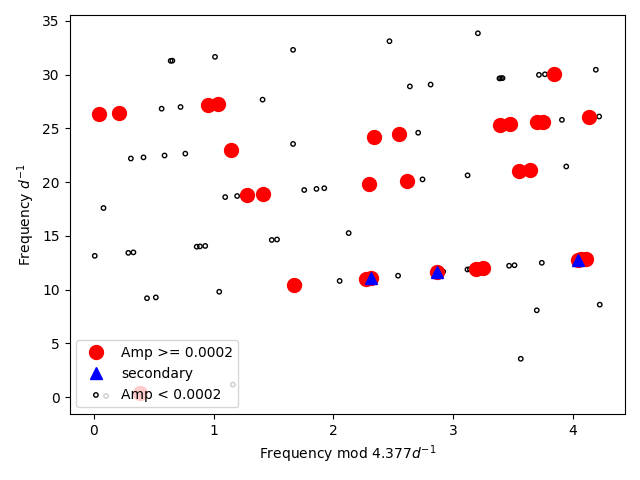 35
30
25
20
15
10
5
0
Frequency d⁻¹
Amp >= 0.0002
secondary
Amp < 0.0002
0 1 2 3 4
Frequency mod 4.377d⁻¹